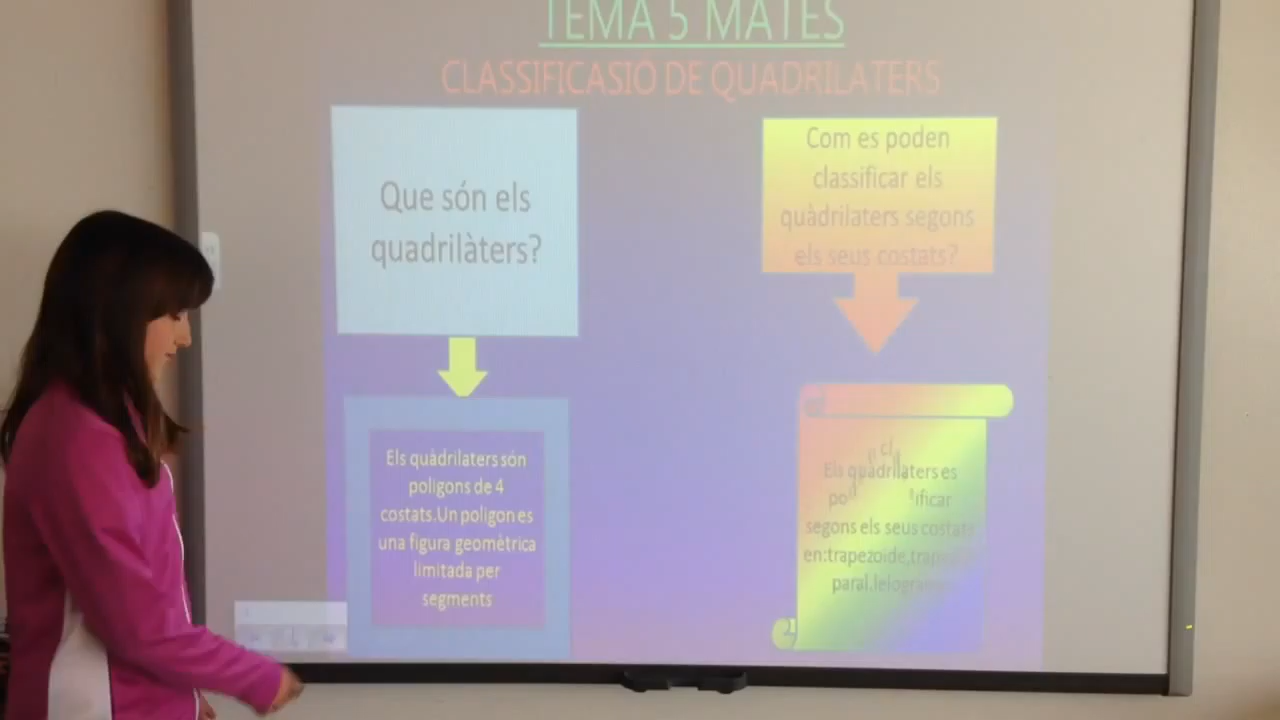 TEMA 5 MATES
CLASSIFICASIÓ DE QUADRILATERS
Que són els
quadrilàters?
Els quàdrilaters són
poligons de 4
costats.Un poligon es
una figura geomètrica
limitada per
segments
Com es poden
classificar els
quàdrilaters segons
els seus costats?
Els quàdrilaters es
segons els seus costats
en:trapezoide,